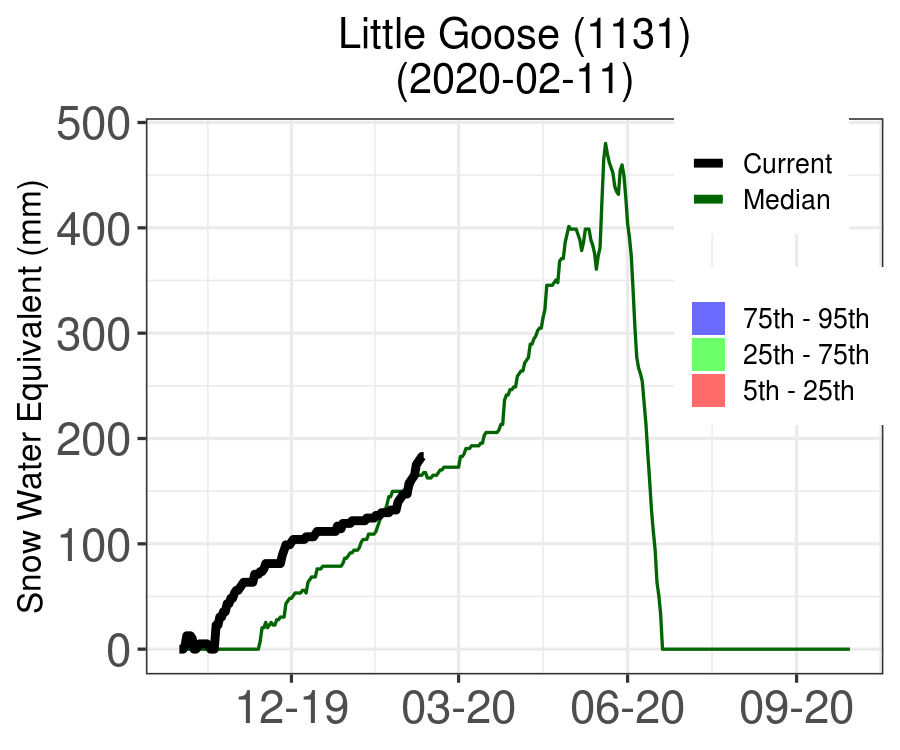 Little Goose (1131)
(2020-02-11)
Snow Water Equivalent (mm)
500
400
300
200
100
0
12-19
03-20
06-20
09-20
Current
Median
75th - 95th
25th - 75th
5th - 25th